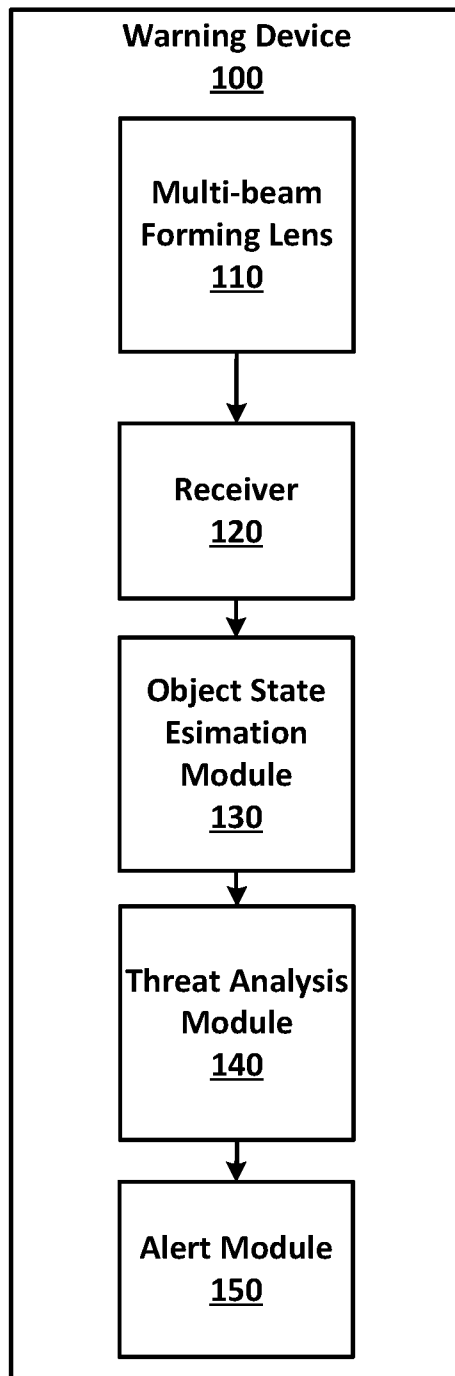 Warning Device
100
Multi-beam
Forming Lens
110
Receiver
120
Object State
Esimation
Module
130
Threat Analysis
Module
140
Alert Module
150